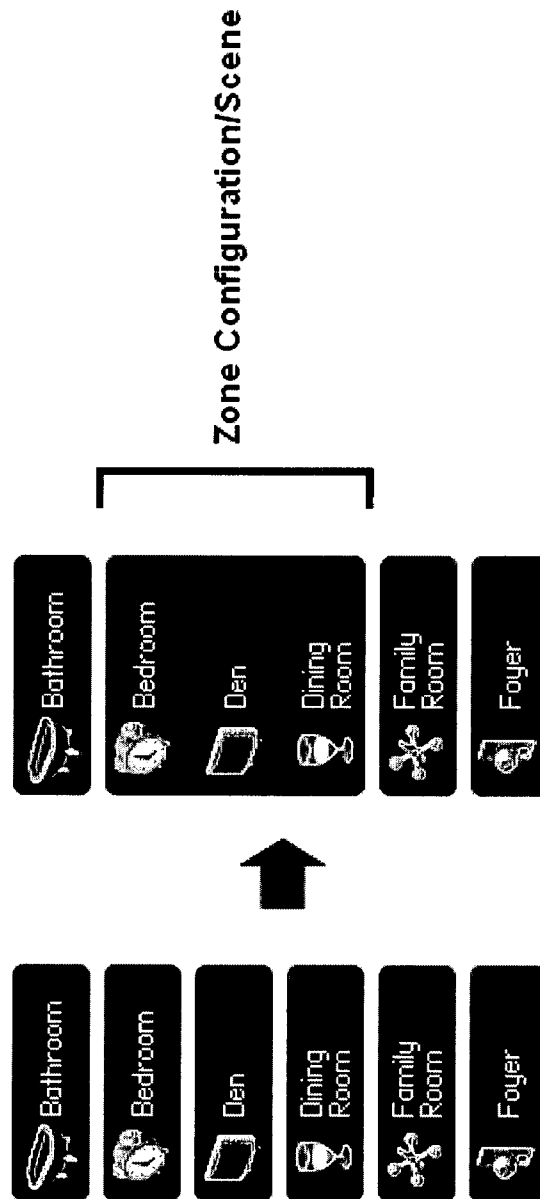 Bathroom
Bedroom
Den
Dining
Room
Family
Room
Foyer
Bathroom
Bedroom
Den
Dining
Room
Family
Room
Foyer
Zone Configuration/Scene